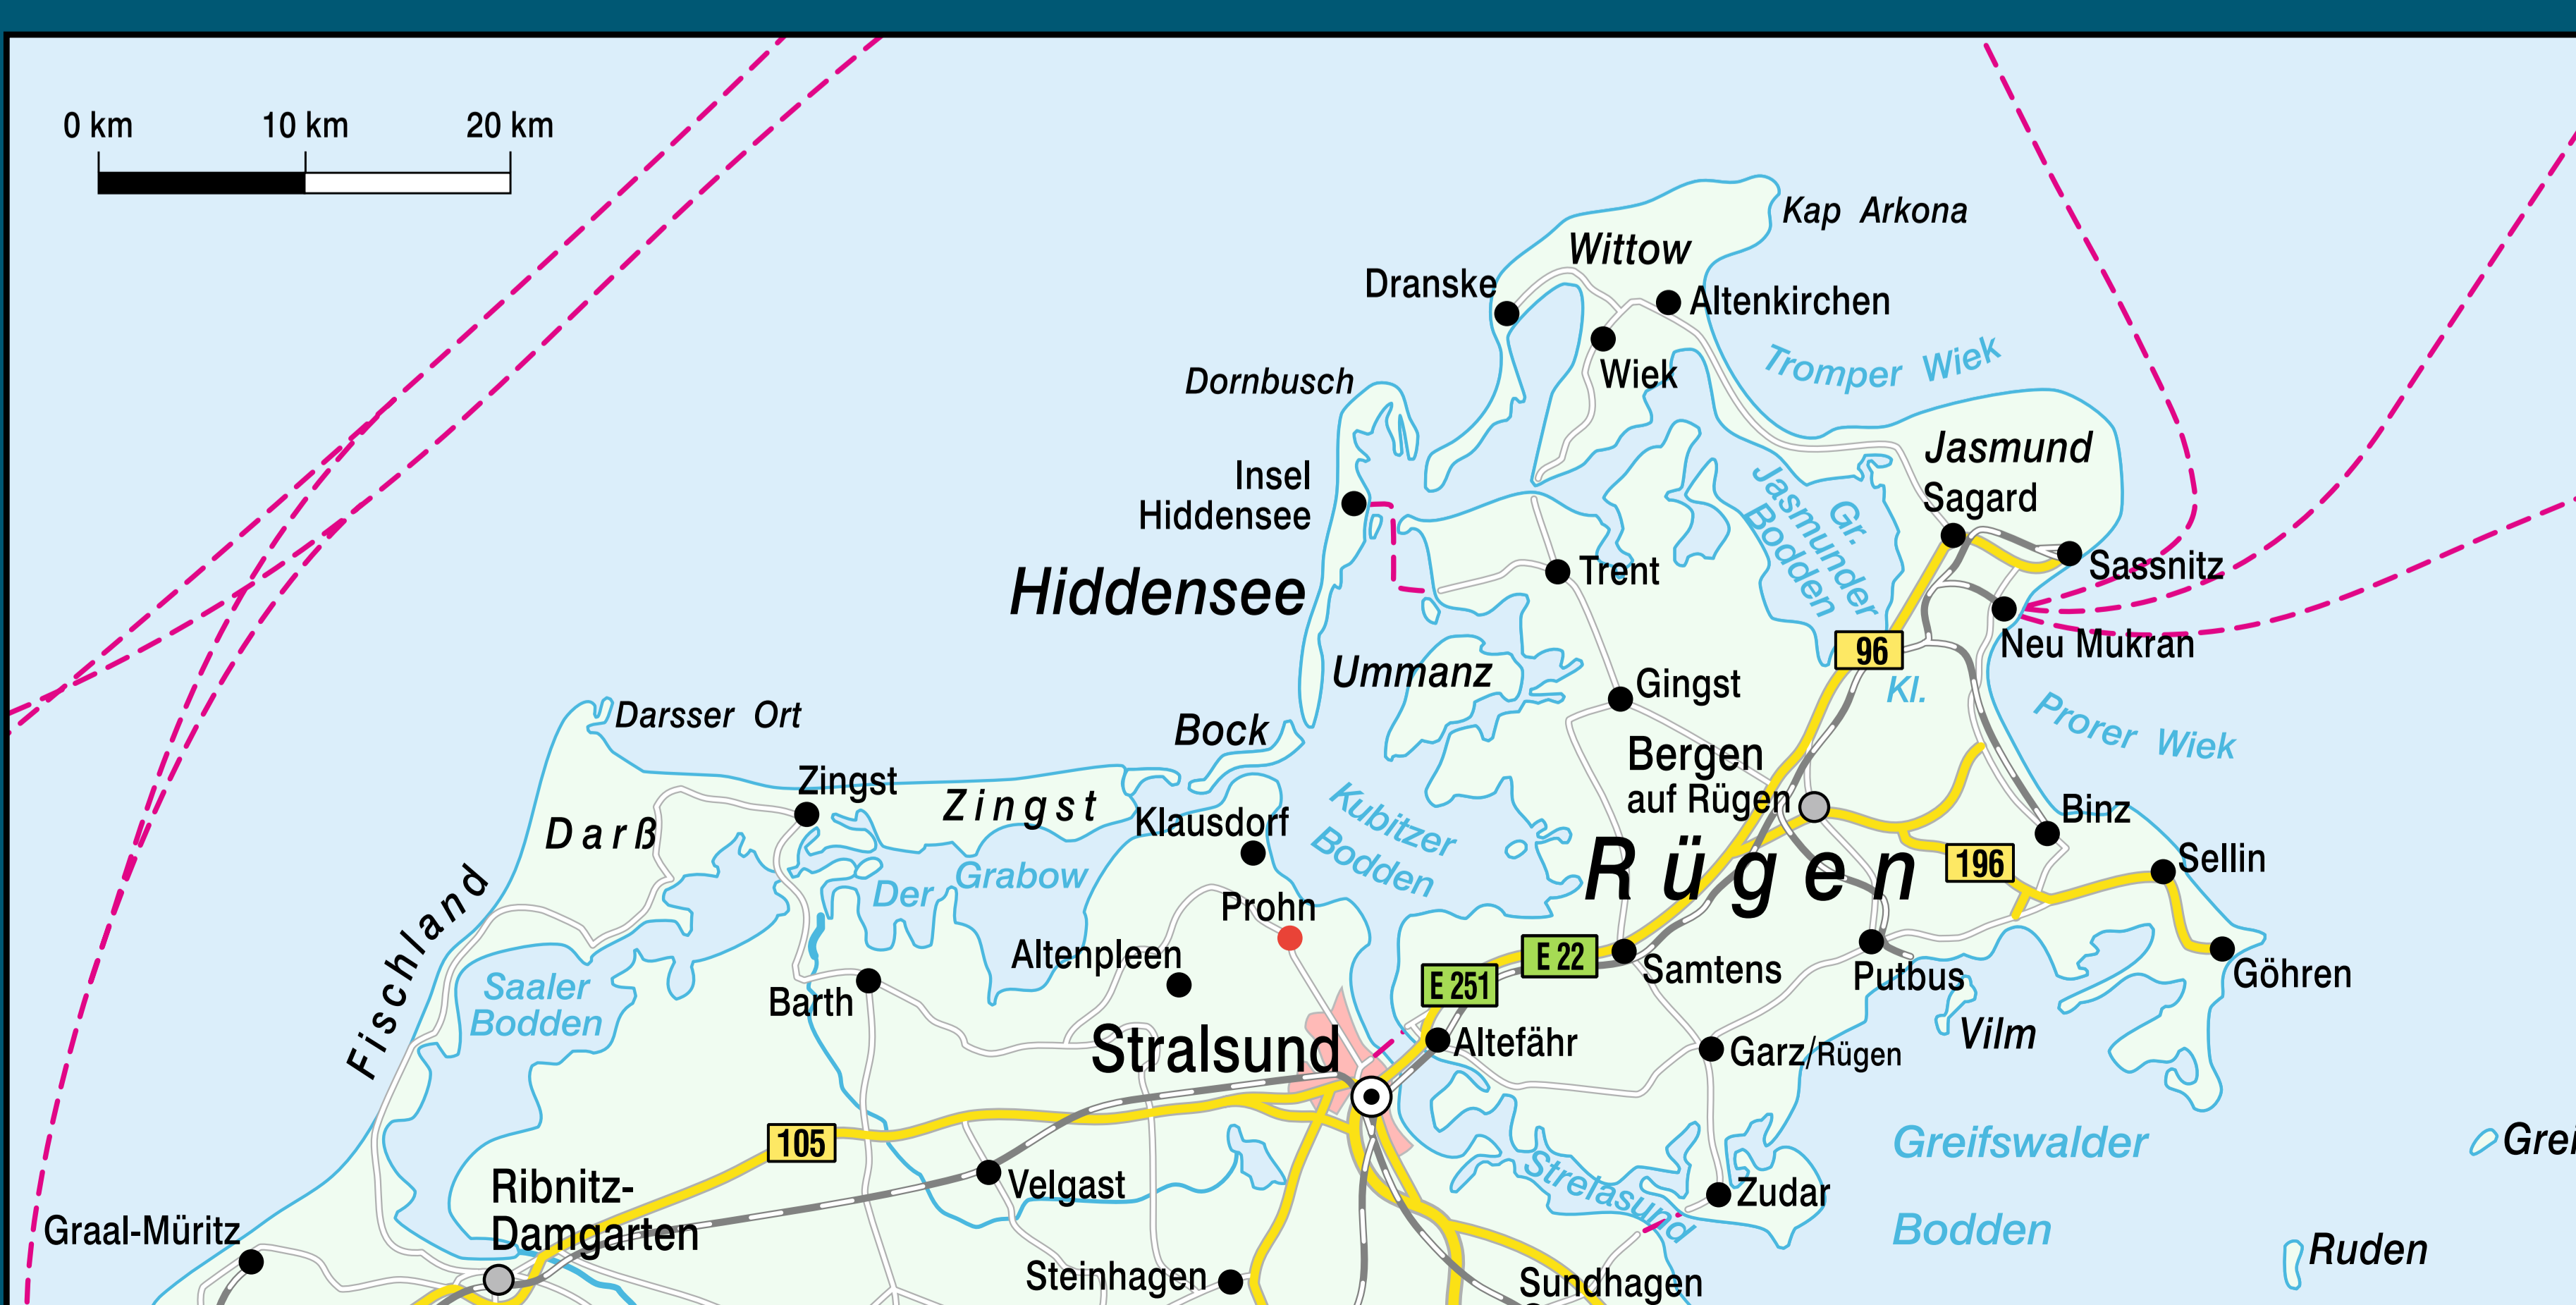 0 km 10 km 20 km
Kap Arkona
Wittow
Dranske
Altenkirchen
Wiek
Tromper Wiek
Dornbusch
Jasmund
Insel
Hiddensee
Sagard
Gr.
Jasmunder
Bodden
Hiddensee
Trent
Sassnitz
Neu Mukran
96
Ummanz
Gingst
Kl.
Prorer Wiek
Darsser Ort
Bock
Bergen
auf Rügen
Zingst
Zingst
Darß
Klausdorf
Kubitzer
Bodden
Binz
Rügen
196
Sellin
Der Grabow
Fischland
Prohn
Altenpleen
E 22
E 251
Samtens
Putbus
Göhren
Saaler
Bodden
Barth
Stralsund
Altefähr
Garz/Rügen
Vilm
105
Greifswalder
Bodden
Grei
Strelasund
Velgast
Zudar
Ribnitz-
Damgarten
Graal-Müritz
Steinhagen
Sundhagen
Ruden